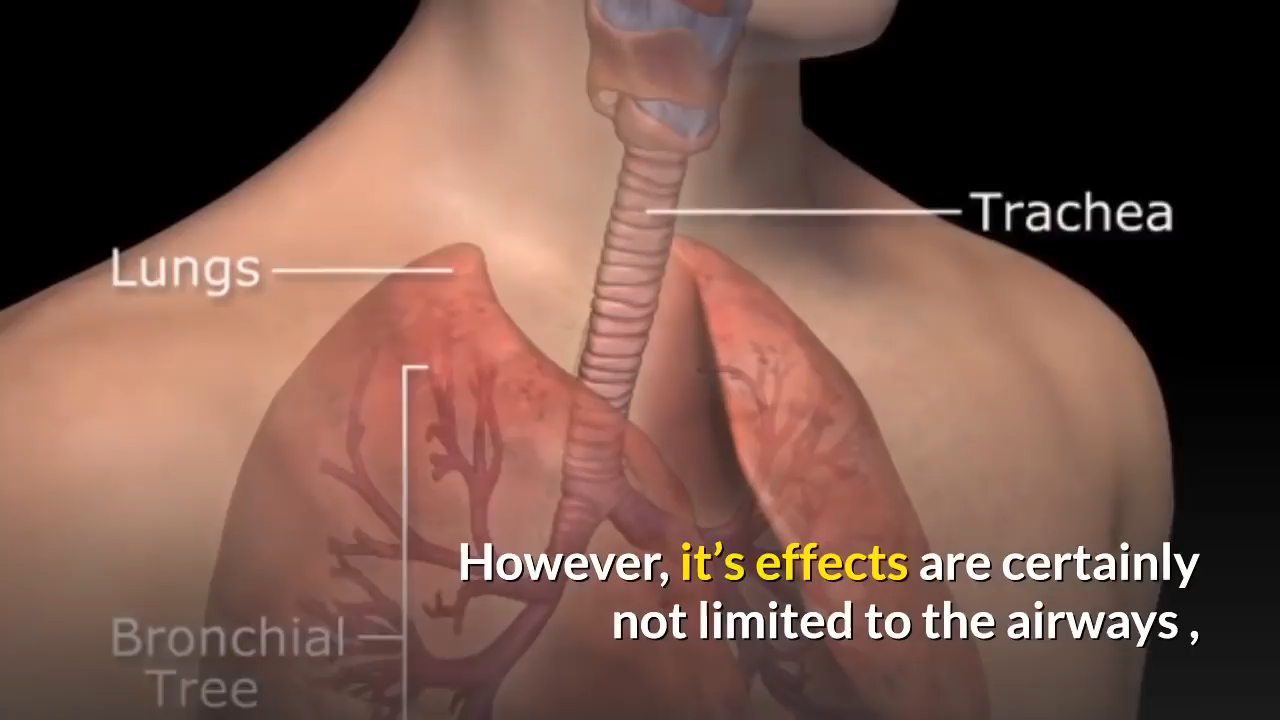 Trachea
Lungs
However, it’s effects are certainly
not limited to the airways ,
Bronchial
Tree